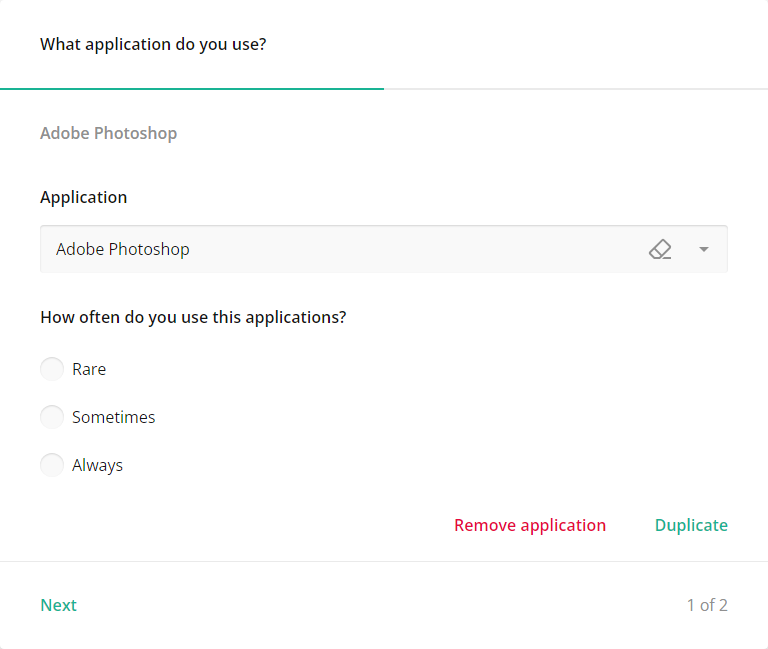 What application do you use?
Adobe Photoshop
Application
Adobe Photoshop
How often do you use this applications?
Rare
Sometimes
Always
Remove application Duplicate
Next 1 of 2